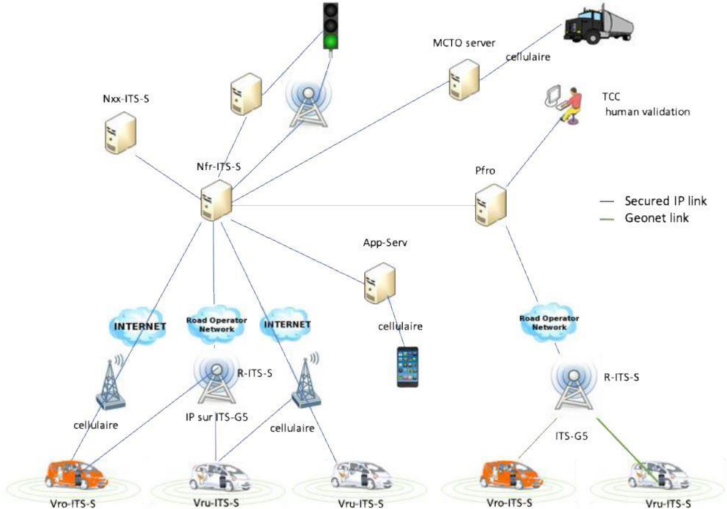 MCTO server
cellulaire
Nxx-ITS-S
TCC
human validation
Nfr-ITS-S
Pfro
Secured IP link
Geonet link
App-Serv
INTERNET
Road Operator
Network
INTERNET
cellulaire
Road Operator
Network
R-ITS-S
R-ITS-S
cellulaire
IP sur ITS-G5
cellulaire
ITS-G5
Vro-ITS-S
Vru-ITS-S
Vru-ITS-S
Vro-ITS-S
Vru-ITS-S